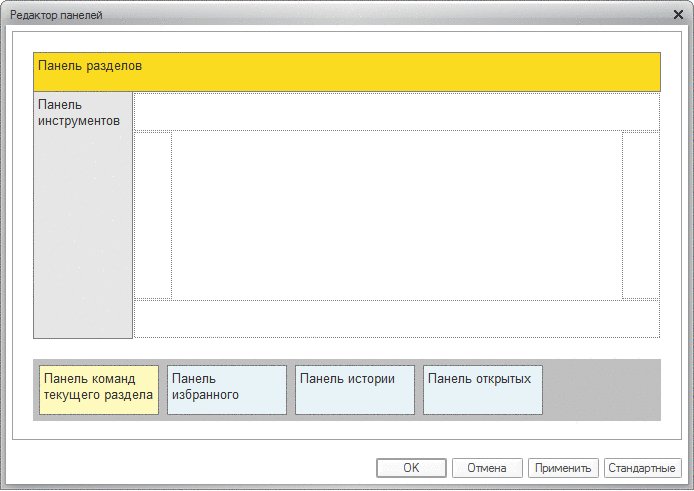 Редактор панелей
Панель разделов
Панель
инструментов
Панель команд
текущего раздела
Панель
избранного
Панель истории
Панель открытых
OK
Отмена
Применить
Стандартные